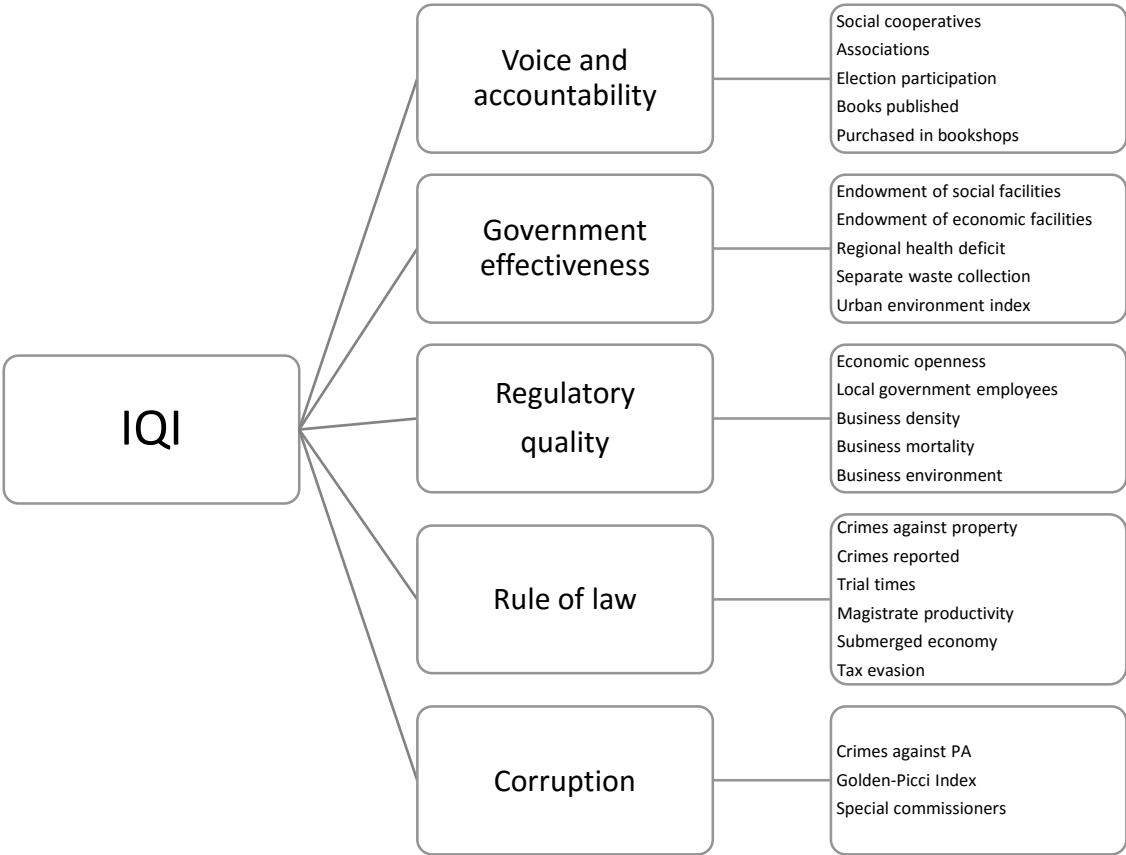 IQI
Voice and
accountability
Social cooperatives
Associations
Election participation
Books published
Purchased in bookshops
Government
effectiveness
Endowment of social facilities
Endowment of economic facilities
Regional health deficit
Separate waste collection
Urban environment index
Regulatory
quality
Economic openness
Local government employees
Business density
Business mortality
Business environment
Rule of law
Crimes against property
Crimes reported
Trial times
Magistrate productivity
Submerged economy
Tax evasion
Corruption
Crimes against PA
Golden-Picci Index
Special commissioners